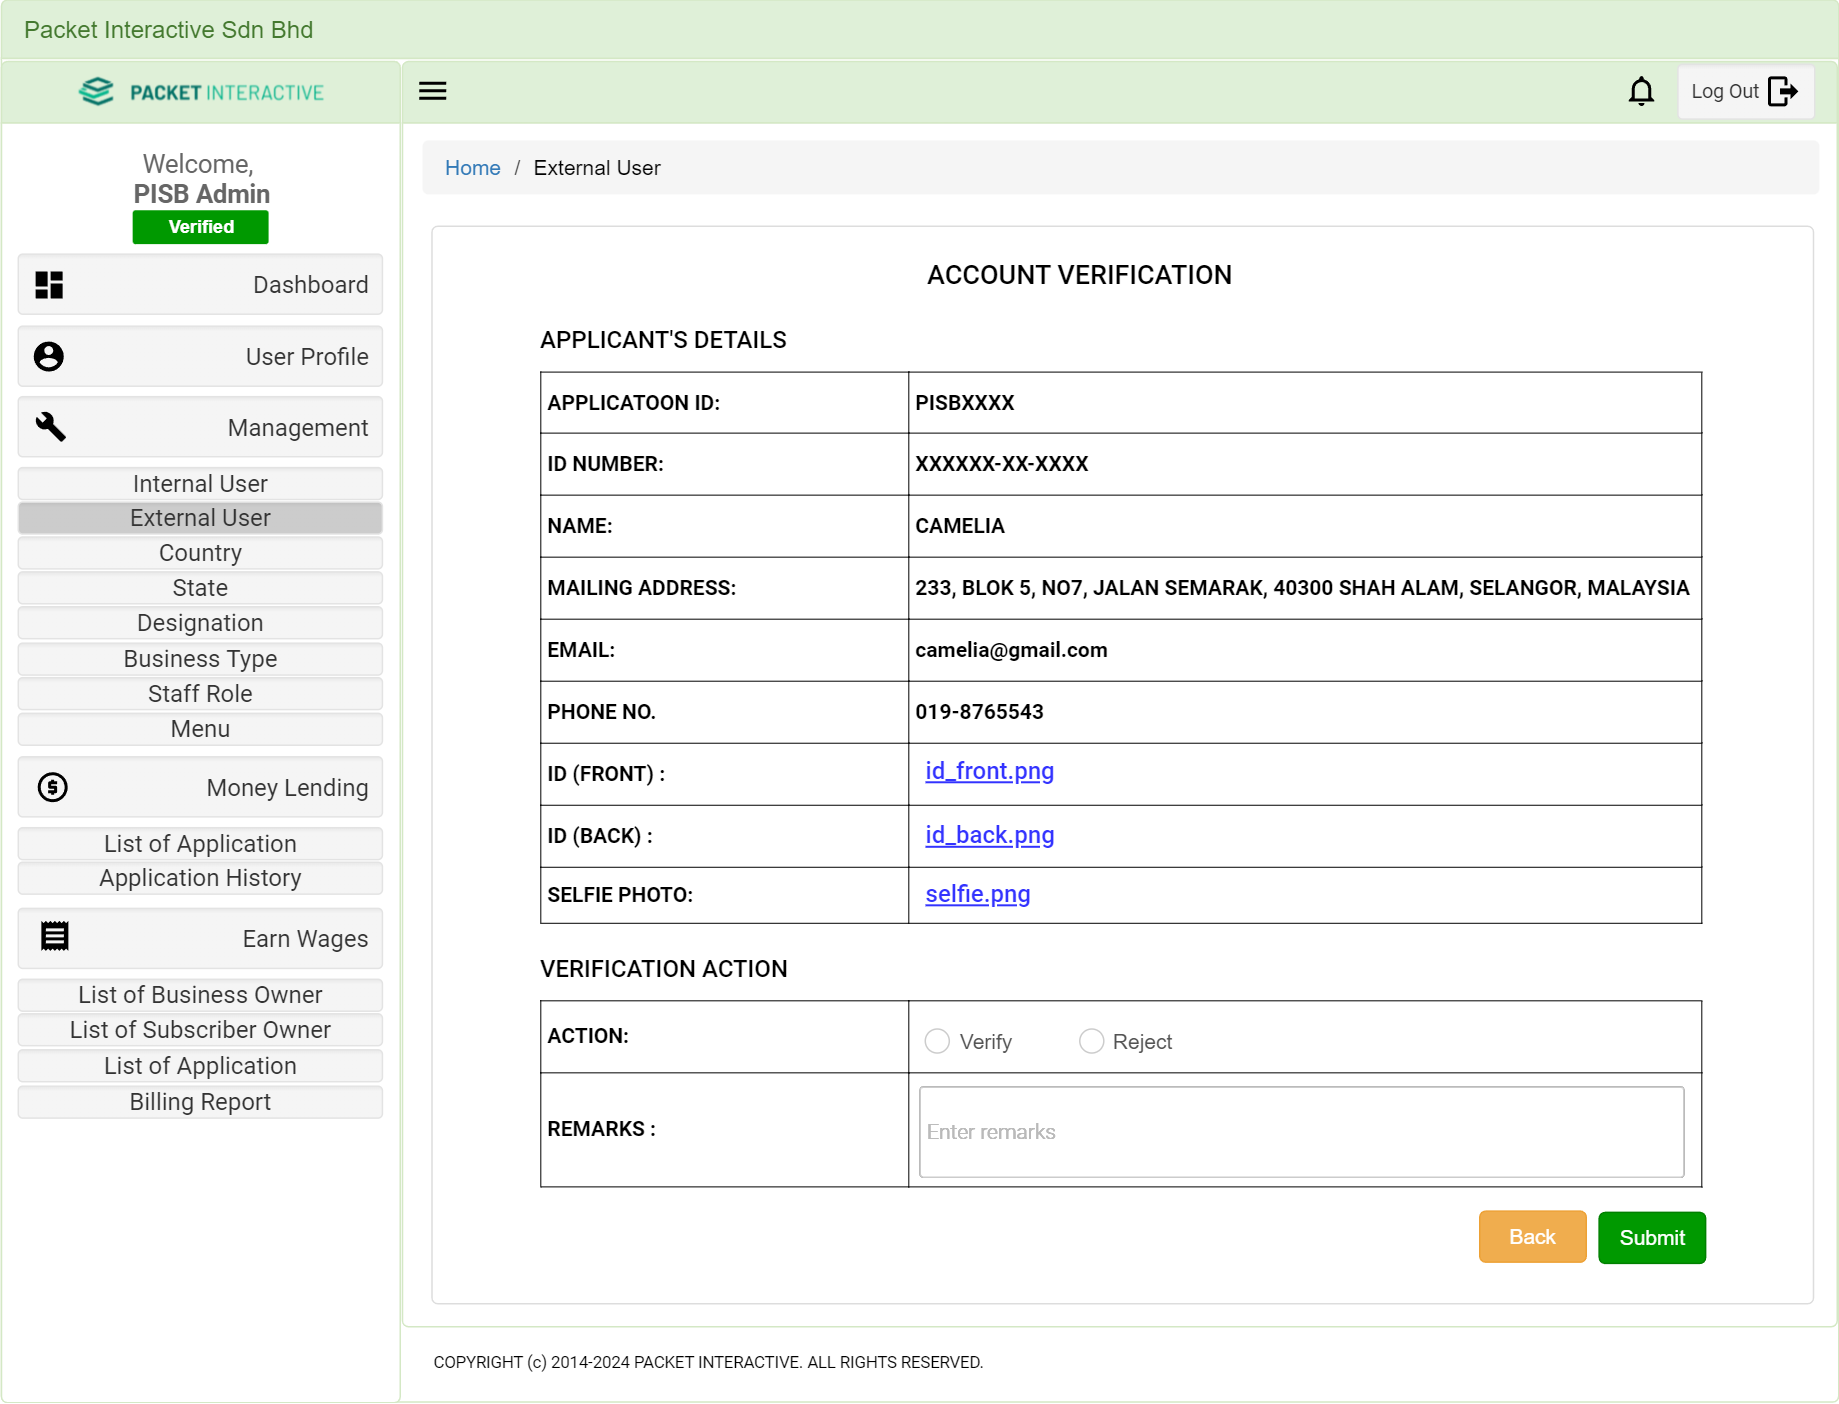 Packet Interactive Sdn Bhd
PACKET INTERACTIVE
Log Out
Welcome,
PISB Admin
Verified
Dashboard
User Profile
Management
Internal User
External User
Country
State
Designation
Business Type
Staff Role
Menu
Money Lending
List of Application
Application History
Earn Wages
List of Business Owner
List of Subscriber Owner
List of Application
Billing Report
Home / External User
ACCOUNT VERIFICATION
APPLICANT'S DETAILS
APPLICATOON ID: PISBXXXX
ID NUMBER: XXXXXX-XX-XXXX
NAME: CAMELIA
MAILING ADDRESS: 233, BLOK 5, NO7, JALAN SEMARAK, 40300 SHAH ALAM, SELANGOR, MALAYSIA
EMAIL: camelia@gmail.com
PHONE NO. 019-8765543
ID (FRONT) : id_front.png
ID (BACK) : id_back.png
SELFIE PHOTO: selfie.png
VERIFICATION ACTION
ACTION: Verify Reject
REMARKS : Enter remarks
Back Submit
COPYRIGHT (c) 2014-2024 PACKET INTERACTIVE. ALL RIGHTS RESERVED.